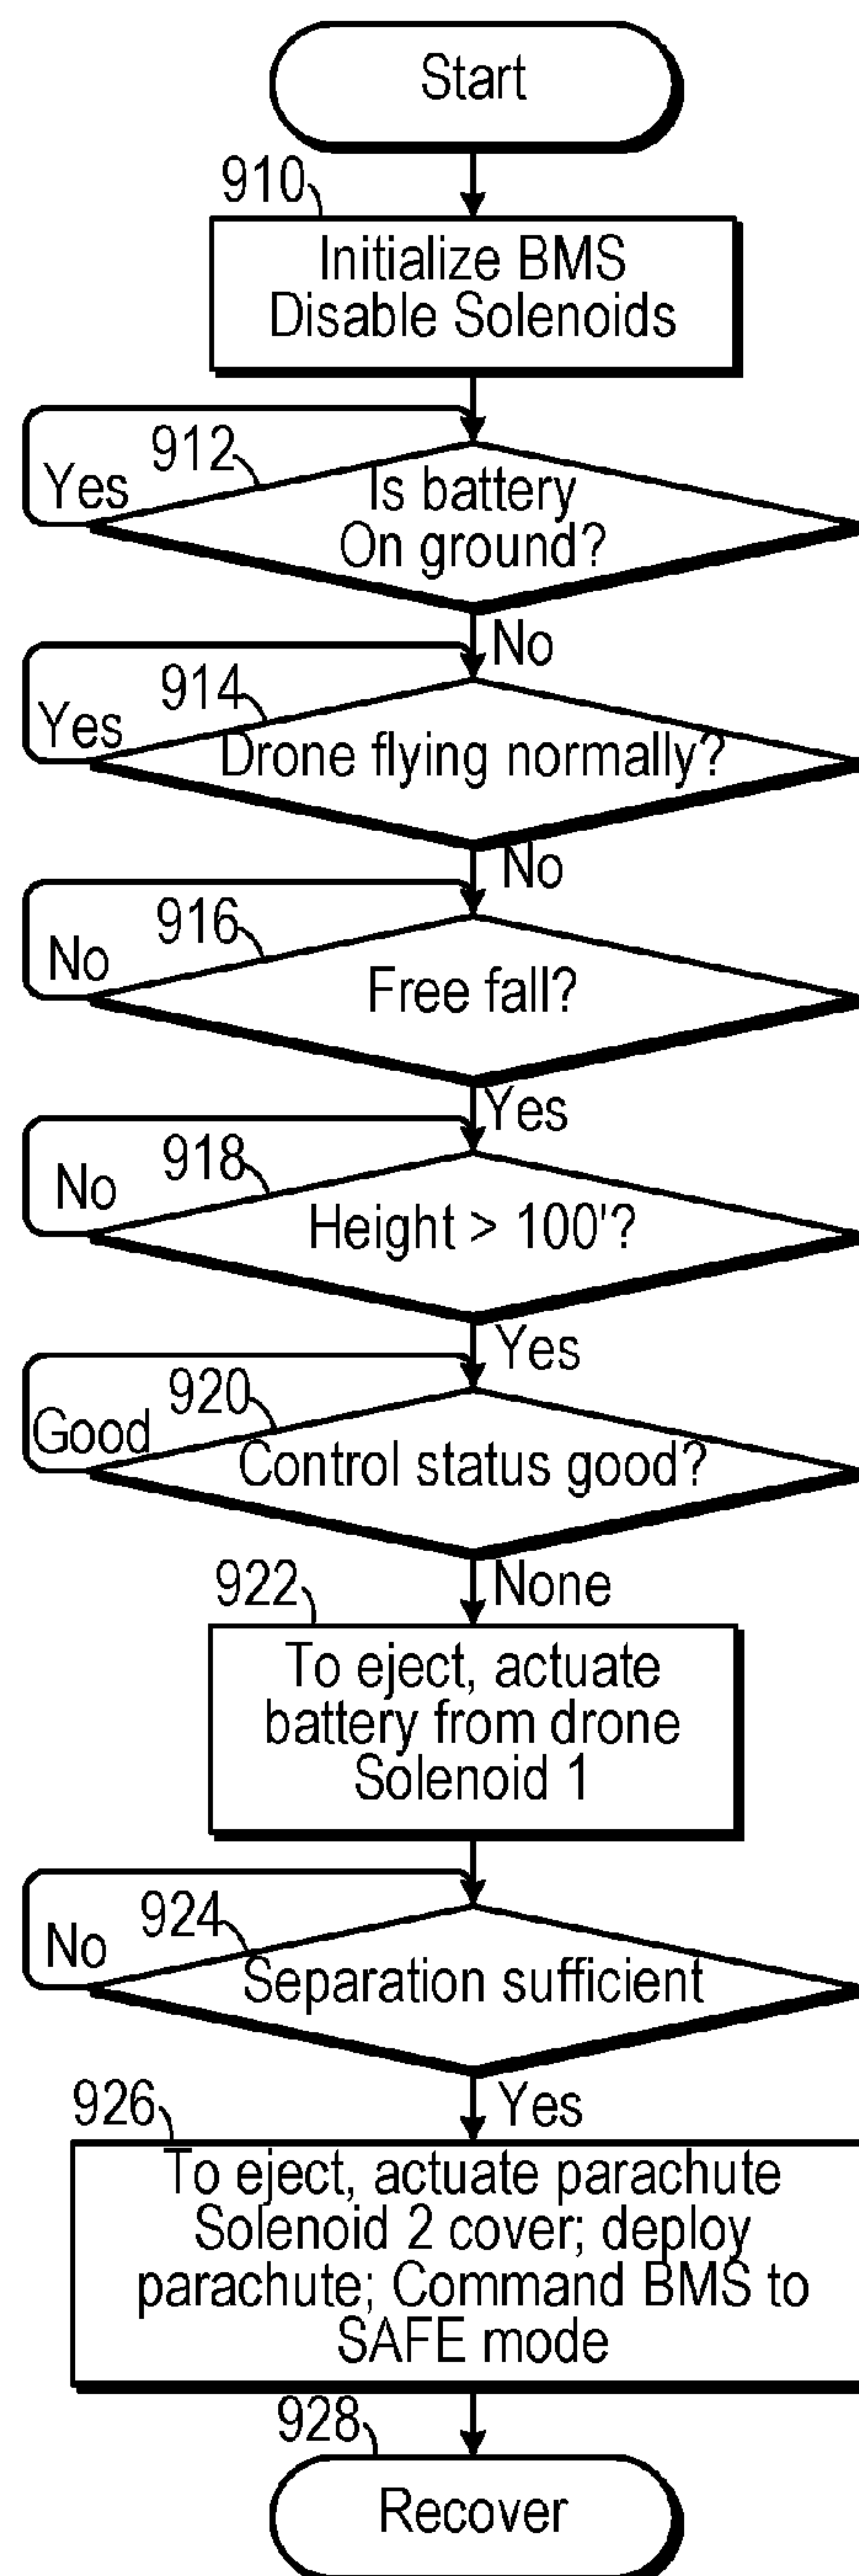 Start
910
Initialize BMS
Disable Solenoids
912
Yes
Is battery
On ground?
No
914
Yes
Drone flying normally?
No
916
No
Free fall?
Yes
918
No
Height > 100'?
Yes
920
Good
Control status good?
None
922
To eject, actuate
battery from drone
Solenoid 1
924
No
Separation sufficient
Yes
926
To eject, actuate parachute
Solenoid 2 cover; deploy
parachute; Command BMS to
SAFE mode
928
Recover